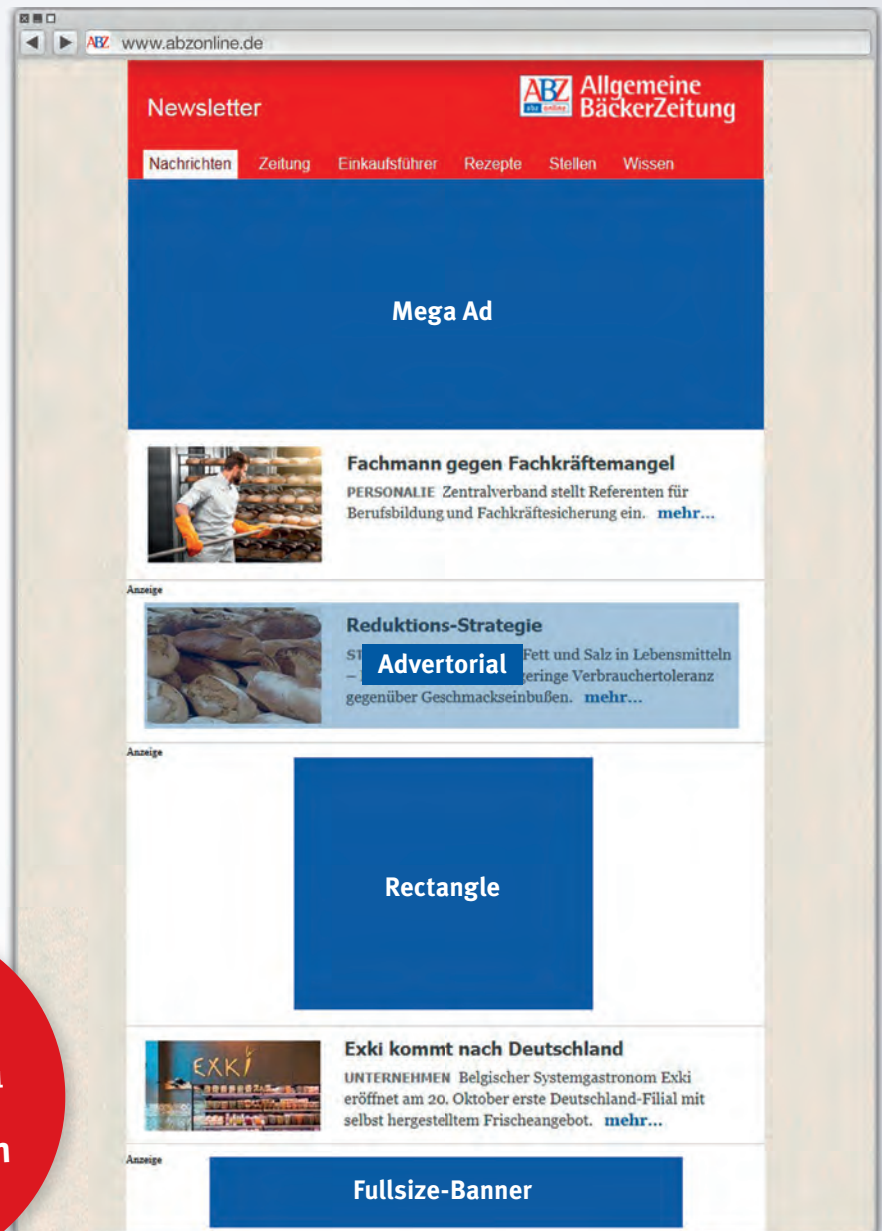 ABZ www.abzonline.de
Newsletter
ABZ
abz online
Allgemeine
BäckerZeitung
Nachrichten Zeitung Einkaufsführer Rezepte Stellen Wissen
Mega Ad
Fachmann gegen Fachkräftemangel
PERSONALIE Zentralverband stellt Referenten für
Berufsbildung und Fachkräftesicherung ein. mehr...
Anzeige
Reduktions-Strategie
Fett und Salz in Lebensmitteln
Advertorial
geringe Verbrauchertoleranz
gegenüber Geschmackseinbußen. mehr...
Anzeige
Rectangle
EXKI
Exki kommt nach Deutschland
UNTERNEHMEN Belgischer Systemgastronom Exki
eröffnet am 20. Oktober erste Deutschland-Filial mit
selbst hergestelltem Frischeangebot. mehr...
Anzeige
Fullsize-Banner